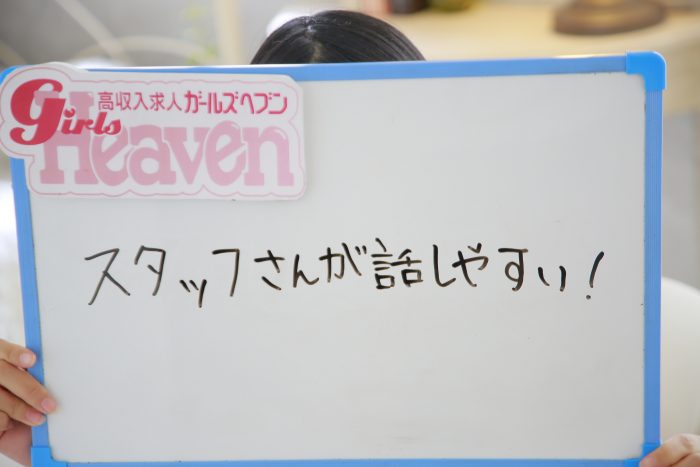 高収入求人 ガールズヘブン
Girls Heaven
スタッフさんが話しやすい!